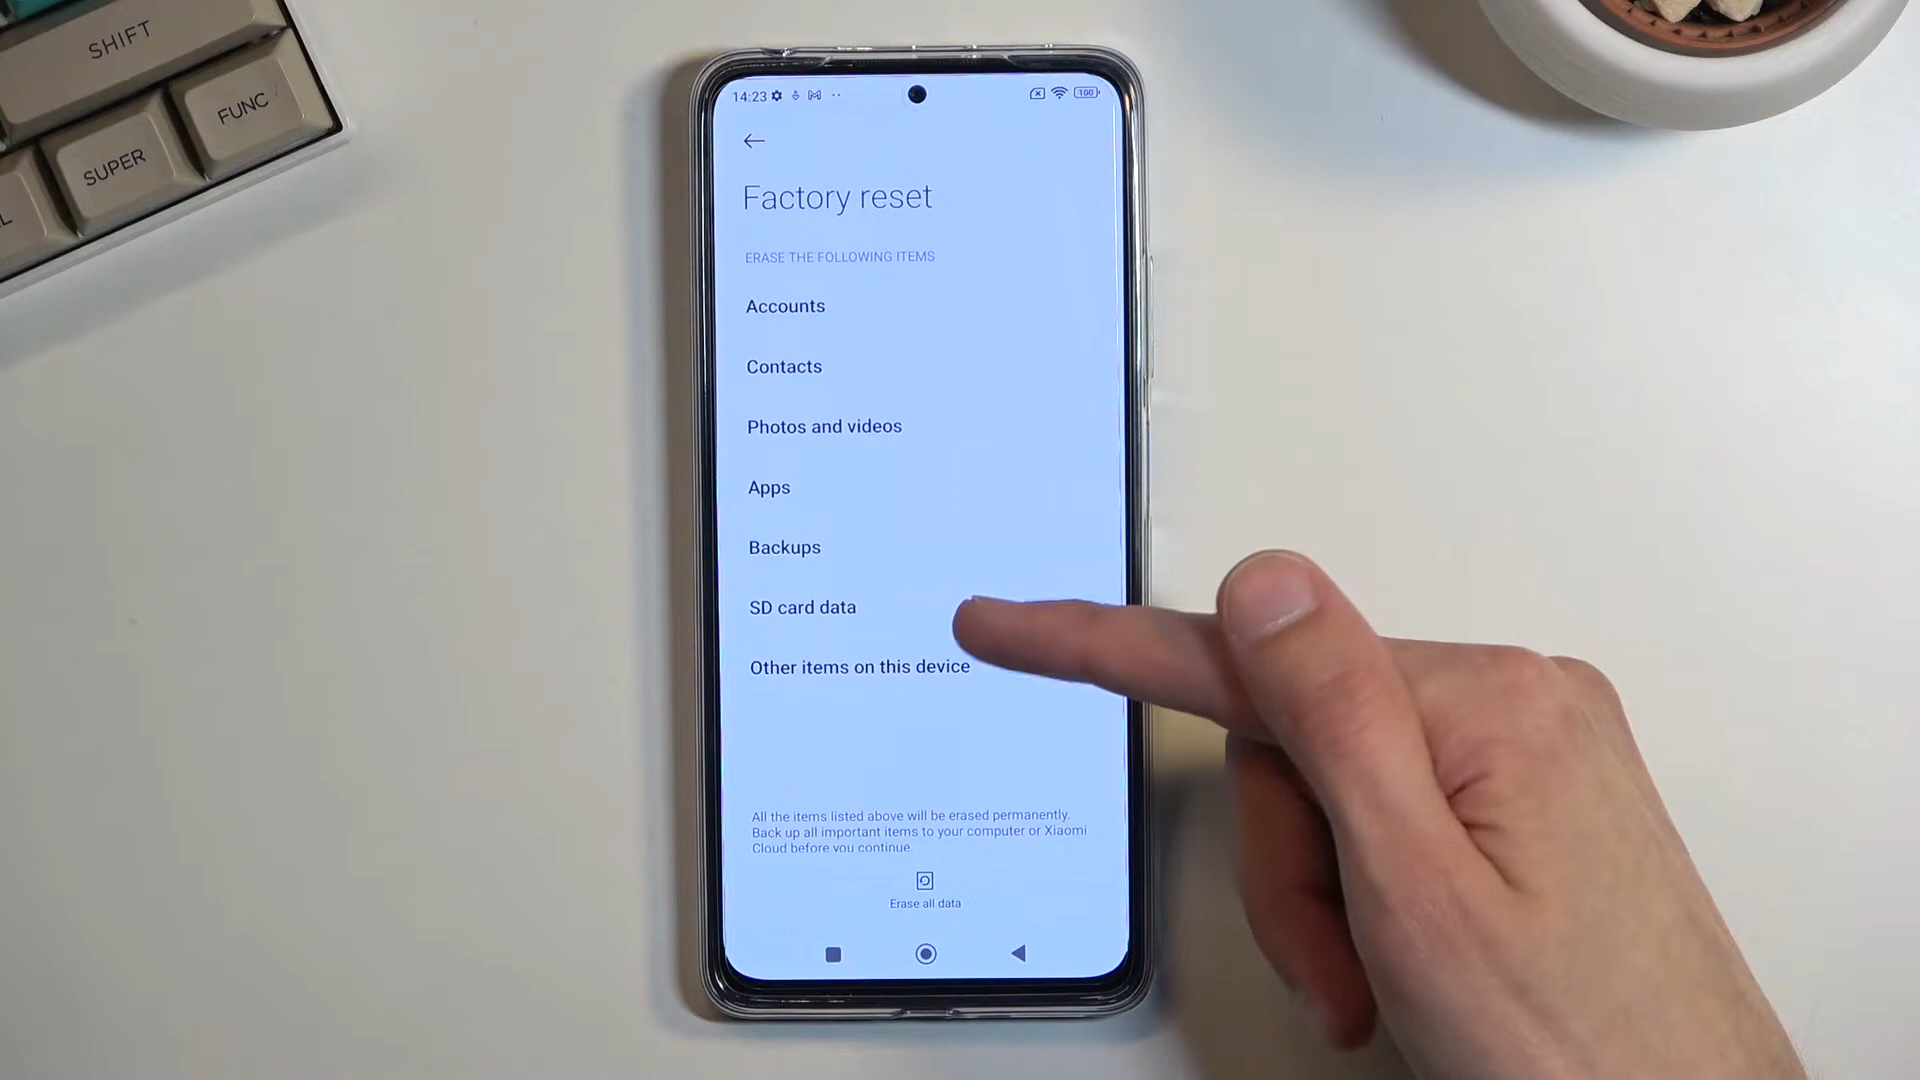 SHIFT
FUNC
SUPER
L
14:23
100
Factory reset
ERASE THE FOLLOWING ITEMS
Accounts
Contacts
Photos and videos
Apps
Backups
SD card data
Other items on this device
All the items listed above will be erased permanently.
Back up all important items to your computer or Xiaomi
Cloud before you continue.
Erase all data